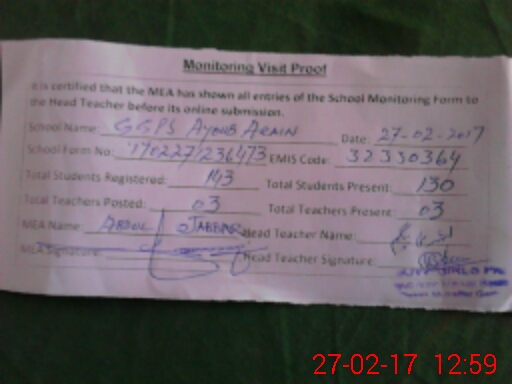 Monitoring Visit Proof
It is certified that the MEA has shown all entries of the School Monitoring Form to
the Head Teacher before its online submission.
School Name: GGPS AYOUB ARAIN Date: 27-02-2017
School Form No: 1702271236473 EMIS Code: 32330364
Total Students Registered: 143 Total Students Present: 130
Total Teachers Posted: 03 Total Teachers Present: 03
MEA Name: ABDUL JABBAR Head Teacher Name:
MEA Signature: Head Teacher Signature:
27-02-17 12:59